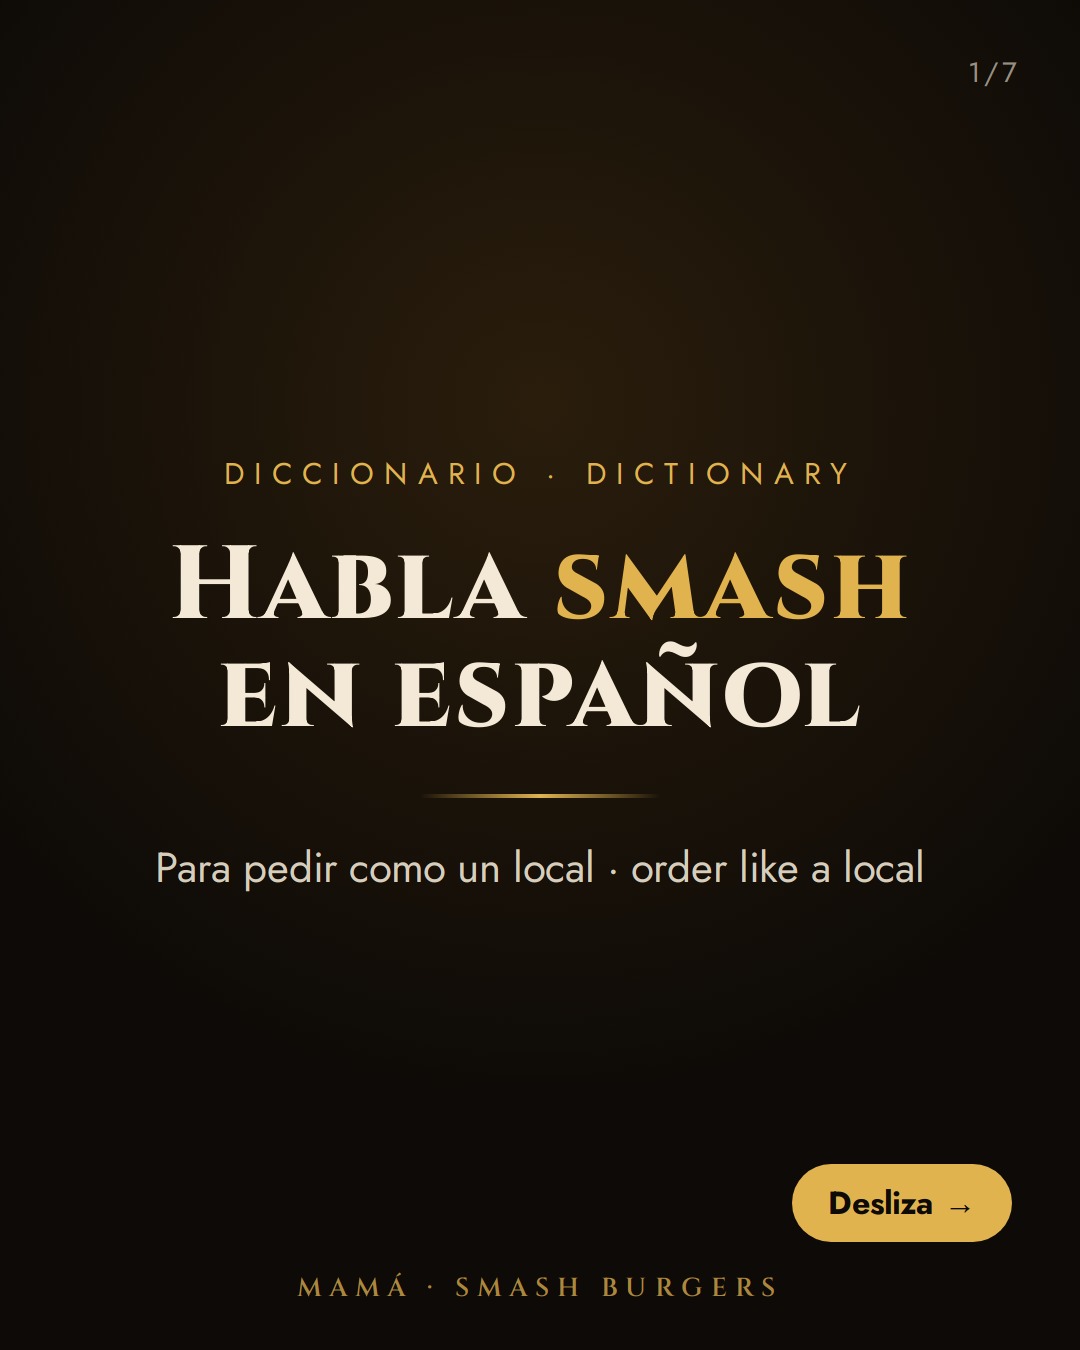 1/7
DICCIONARIO · DICTIONARY
HABLA SMASH
EN ESPAÑOL
Para pedir como un local · order like a local
Desliza →
MAMÁ · SMASH BURGERS